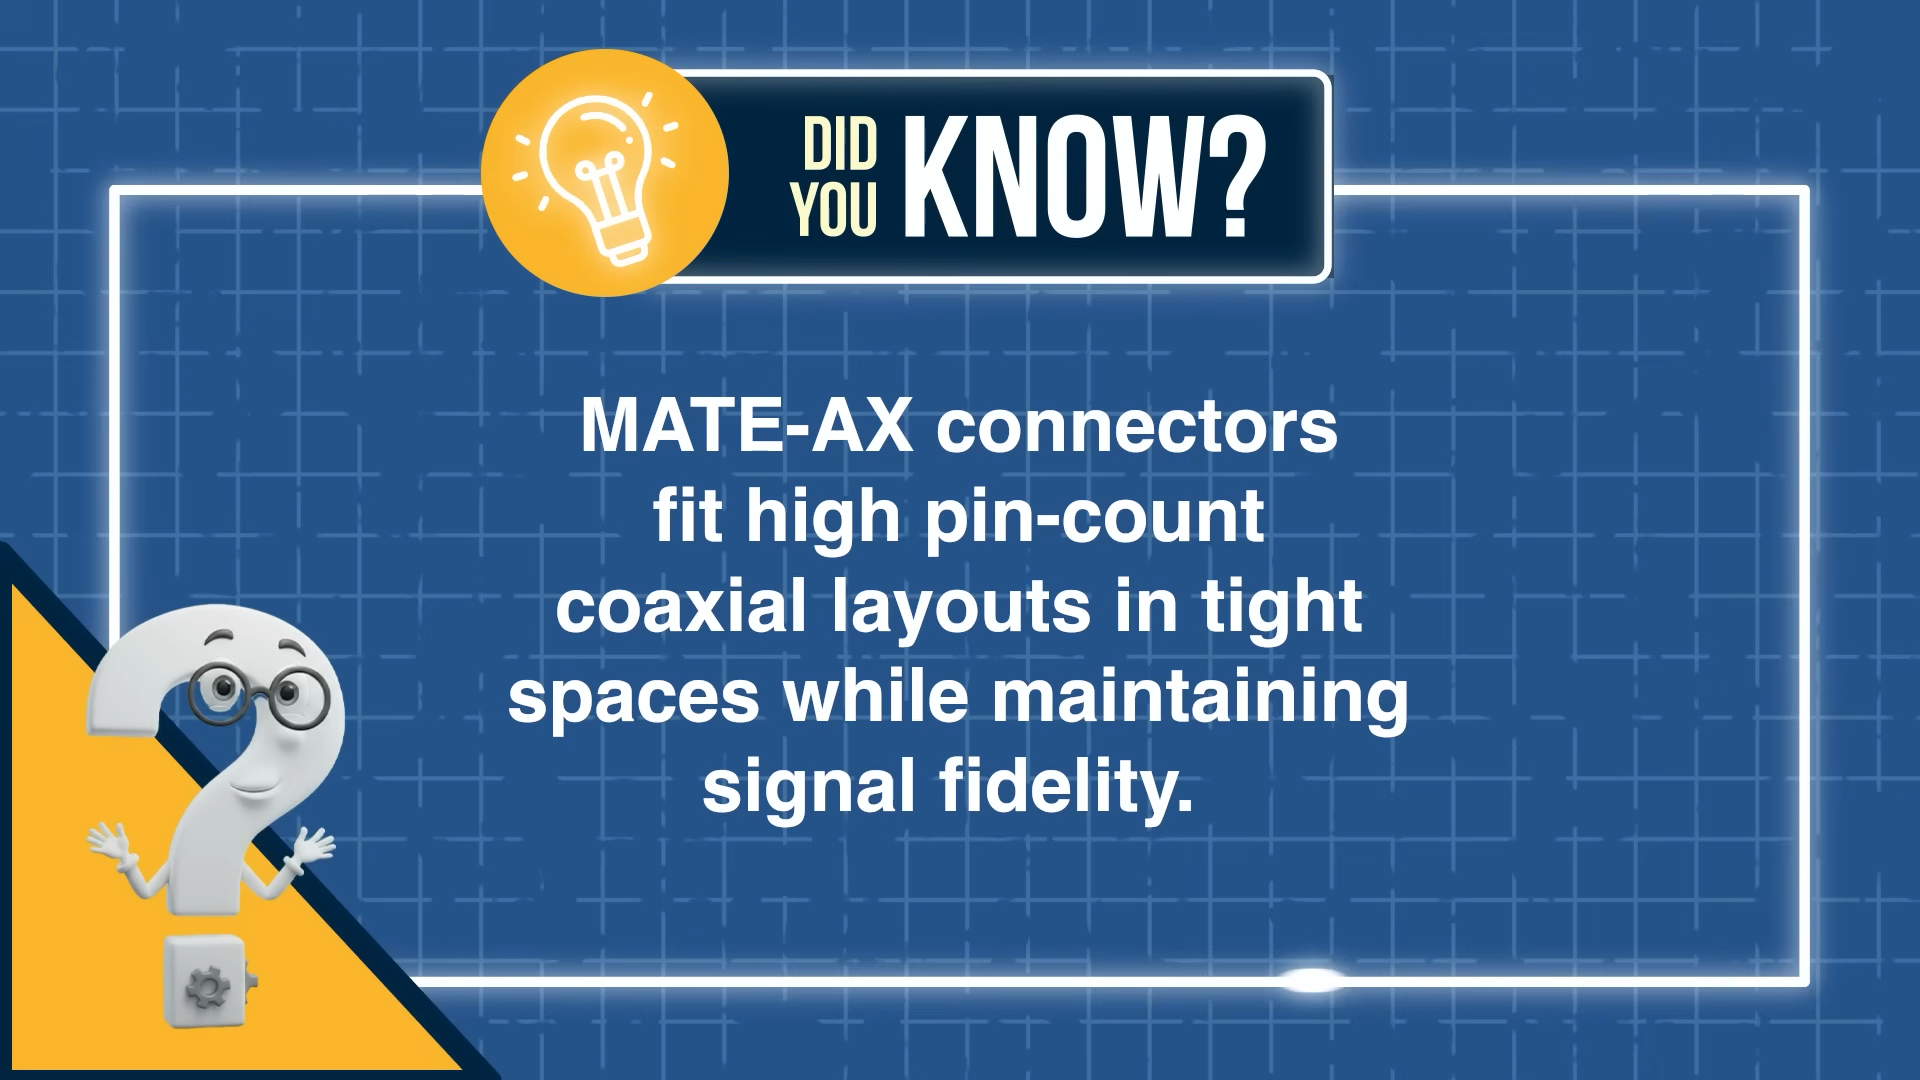 DID
YOU KNOW?
MATE-AX connectors
fit high pin-count
coaxial layouts in tight
spaces while maintaining
signal fidelity.